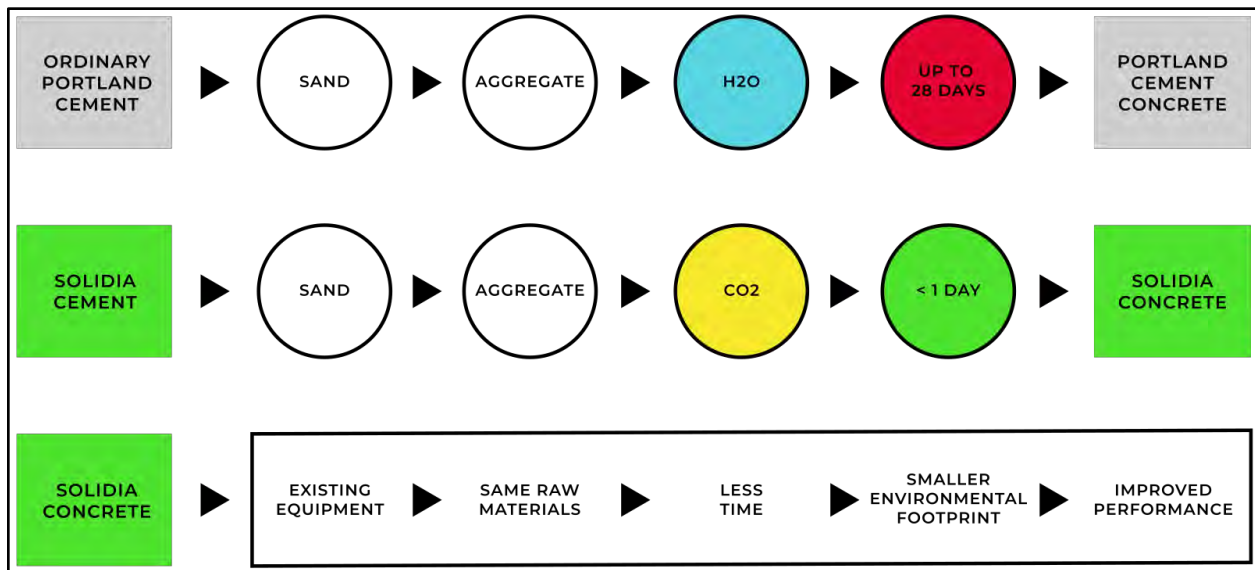 ORDINARY
PORTLAND
CEMENT
SAND
AGGREGATE
H2O
UP TO
28 DAYS
PORTLAND
CEMENT
CONCRETE
SOLIDIA
CEMENT
SAND
AGGREGATE
CO2
< 1 DAY
SOLIDIA
CONCRETE
SOLIDIA
CONCRETE
EXISTING
EQUIPMENT
SAME RAW
MATERIALS
LESS
TIME
SMALLER
ENVIRONMENTAL
FOOTPRINT
IMPROVED
PERFORMANCE